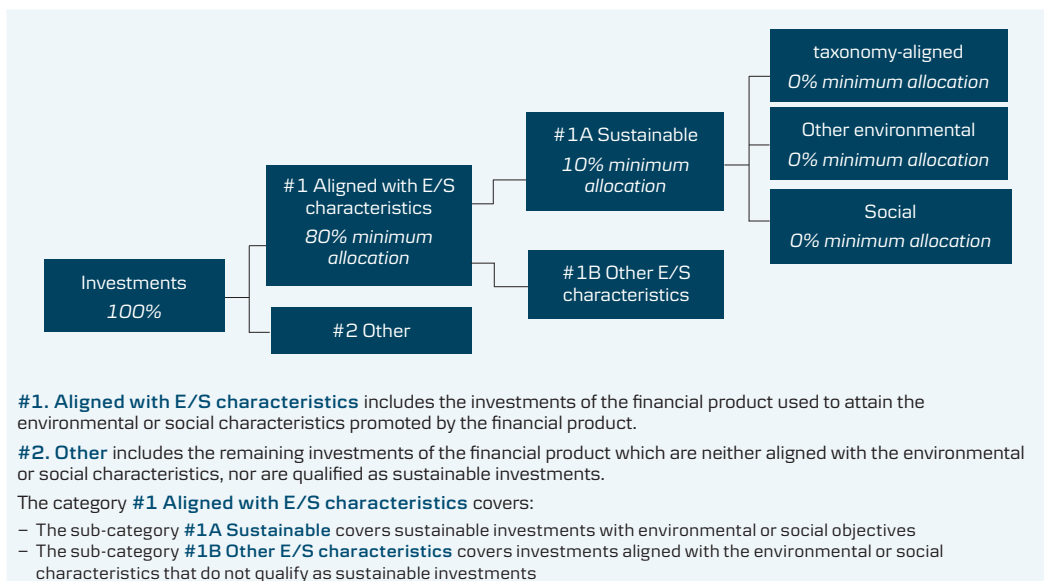 taxonomy-aligned
0% minimum allocation
Other environmental
0% minimum allocation
Social
0% minimum allocation
#1A Sustainable
10% minimum
allocation
#1 Aligned with E/S
characteristics
80% minimum
allocation
#1B Other E/S
characteristics
Investments
100%
#2 Other
#1. Aligned with E/S characteristics includes the investments of the financial product used to attain the
environmental or social characteristics promoted by the financial product.
#2. Other includes the remaining investments of the financial product which are neither aligned with the environmental
or social characteristics, nor are qualified as sustainable investments.
The category #1 Aligned with E/S characteristics covers:
– The sub-category #1A Sustainable covers sustainable investments with environmental or social objectives
– The sub-category #1B Other E/S characteristics covers investments aligned with the environmental or social
characteristics that do not qualify as sustainable investments